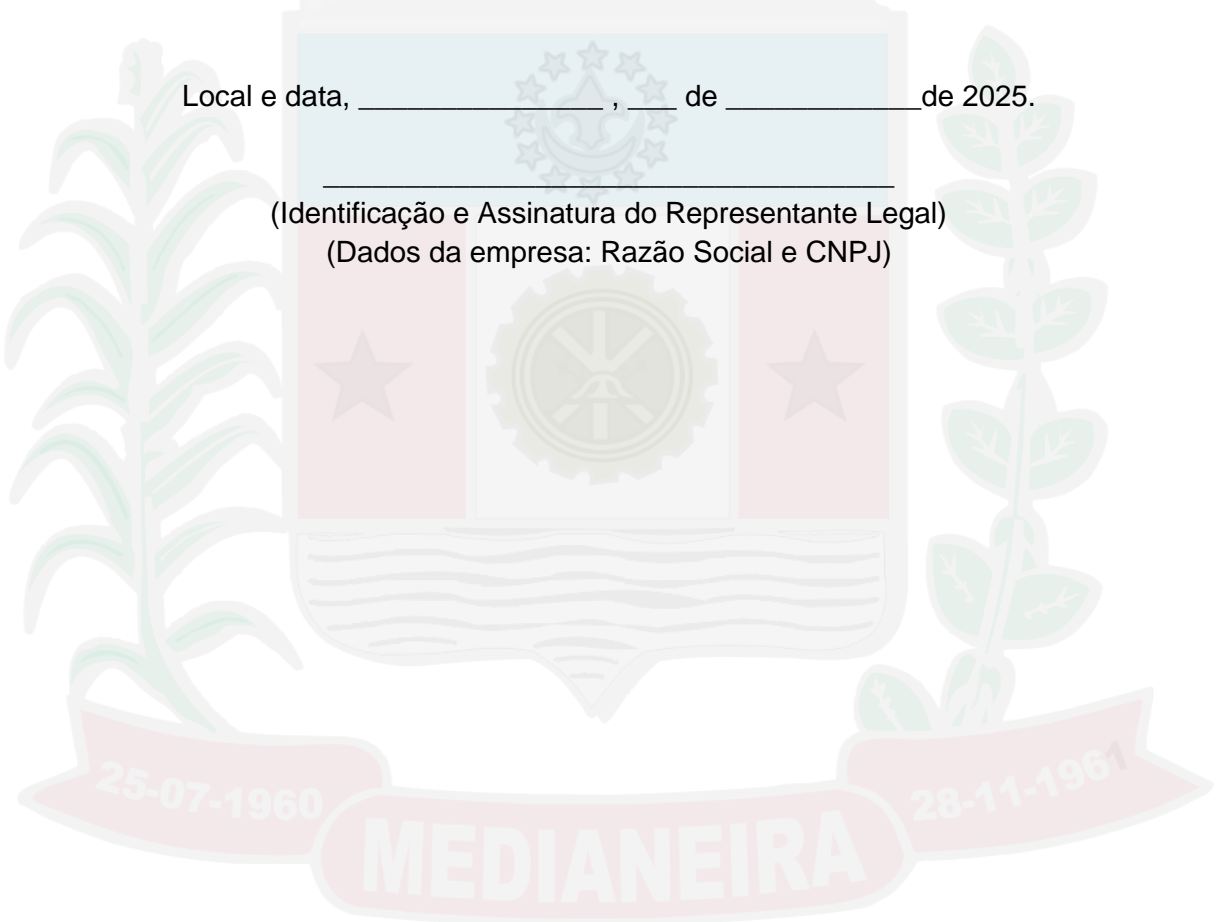 Local e data, _______________ , ___ de ____________de 2025.
___________________________________
(Identificação e Assinatura do Representante Legal)
(Dados da empresa: Razão Social e CNPJ)
25-07-1960
28-11-1961
MEDIANEIRA